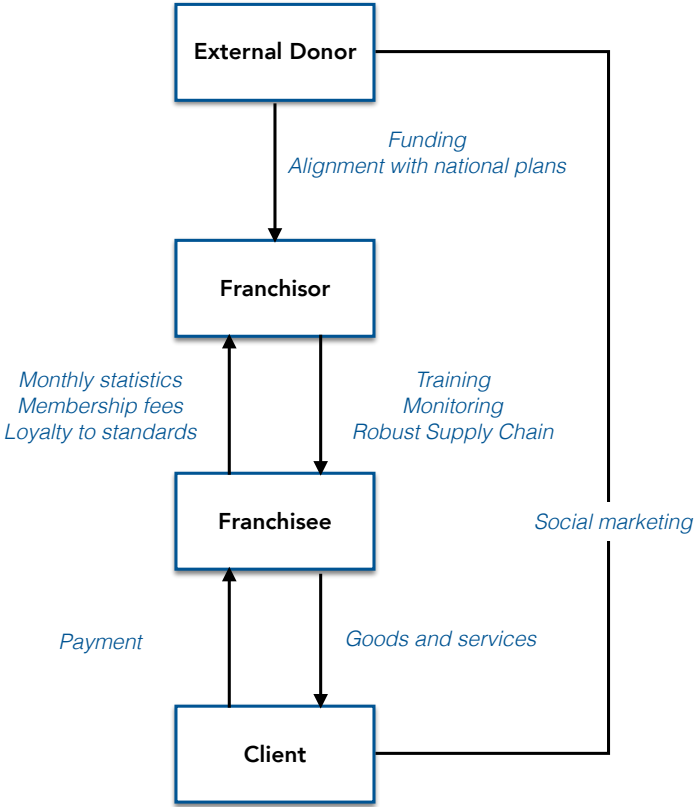 External Donor
Funding
Alignment with national plans
Franchisor
Monthly statistics
Membership fees
Loyalty to standards
Training
Monitoring
Robust Supply Chain
Franchisee
Social marketing
Payment
Goods and services
Client